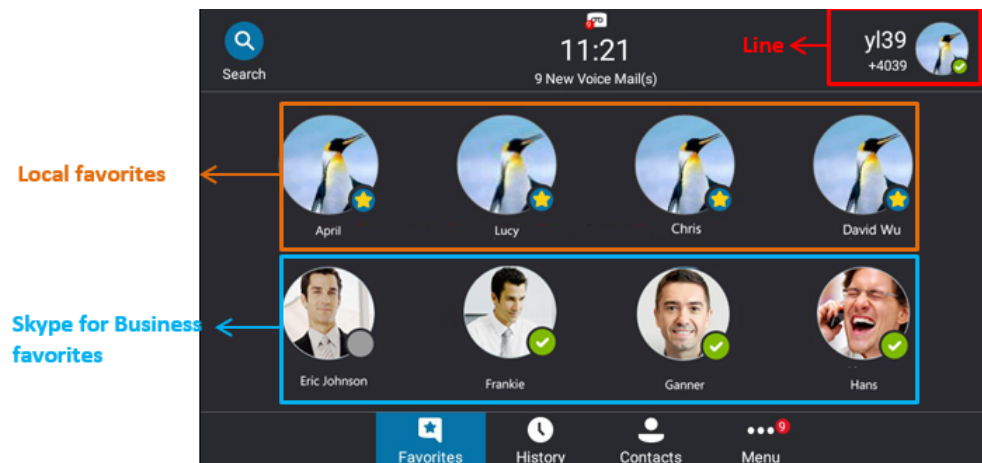 Search
11:21
9 New Voice Mail(s)
Line
yl39
+4039
Local favorites
April
Lucy
Chris
David Wu
Skype for Business
favorites
Eric Johnson
Frankie
Ganner
Hans
Favorites
History
Contacts
9
Menu